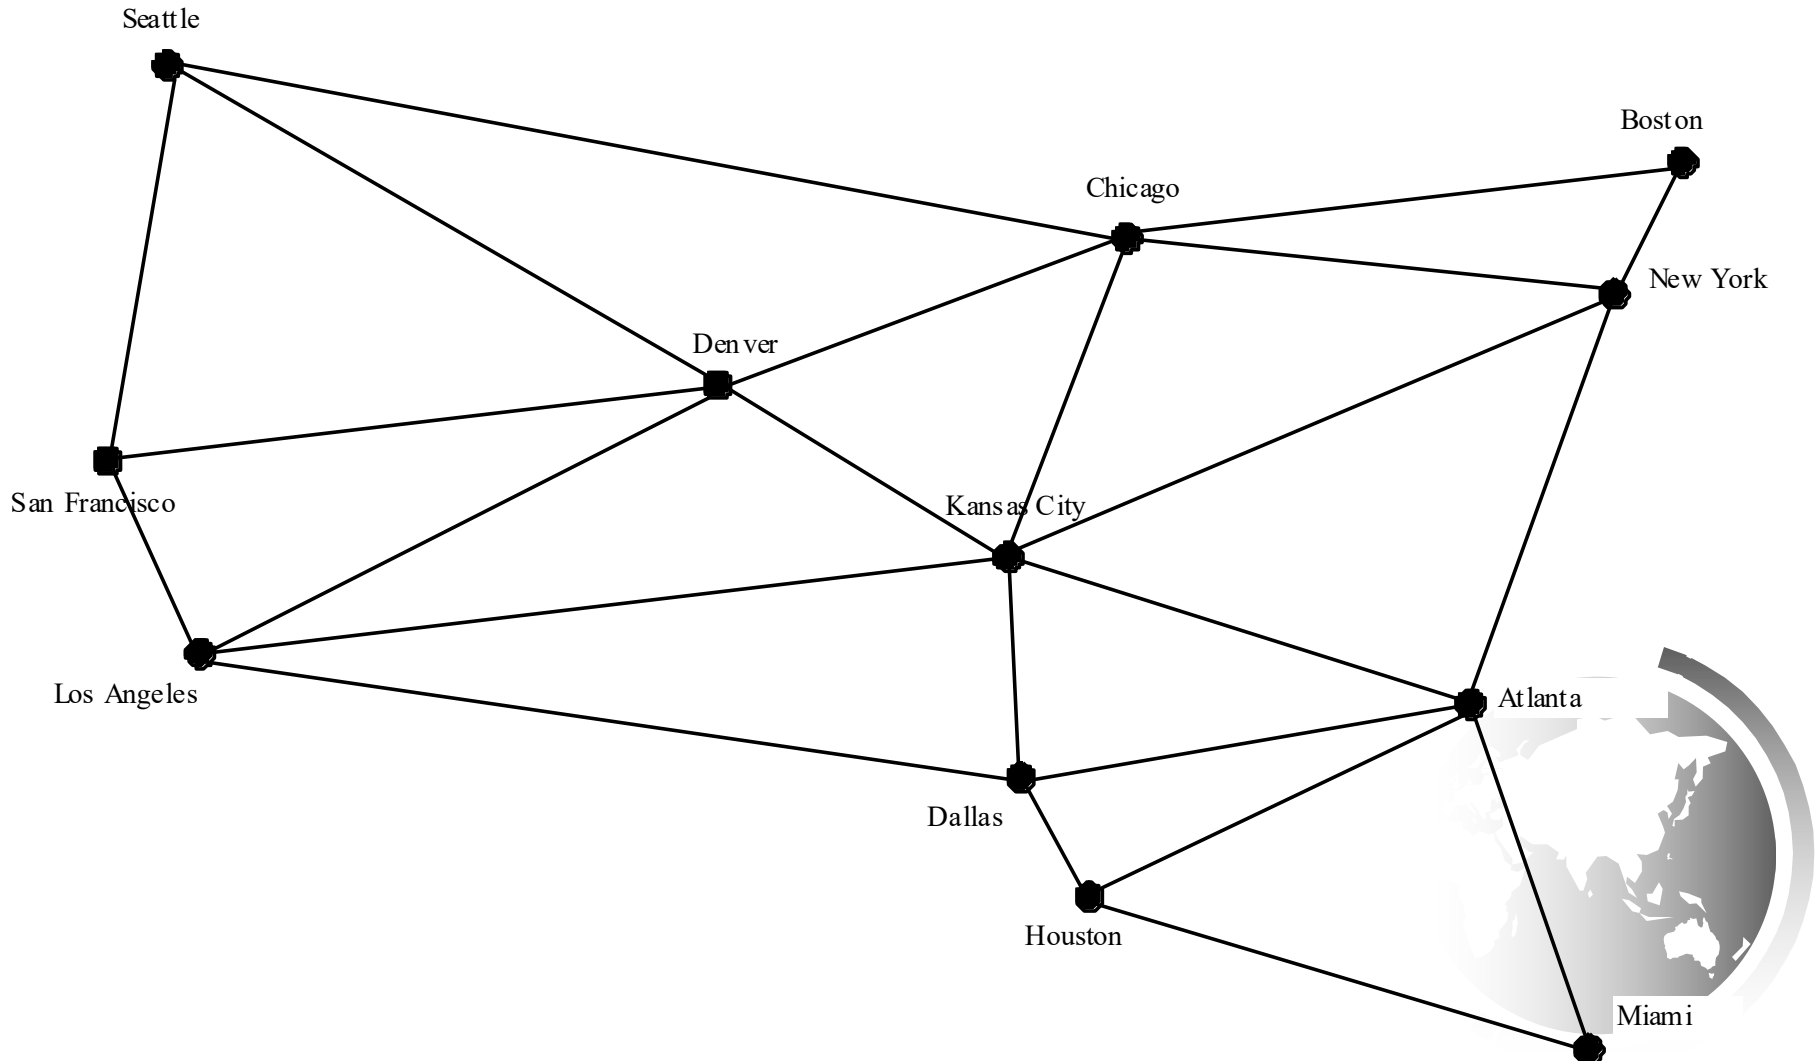 Seattle
Boston
Chicago
New York
Denver
San Francisco
Kansas City
Los Angeles
Atlanta
Dallas
Houston
Miami